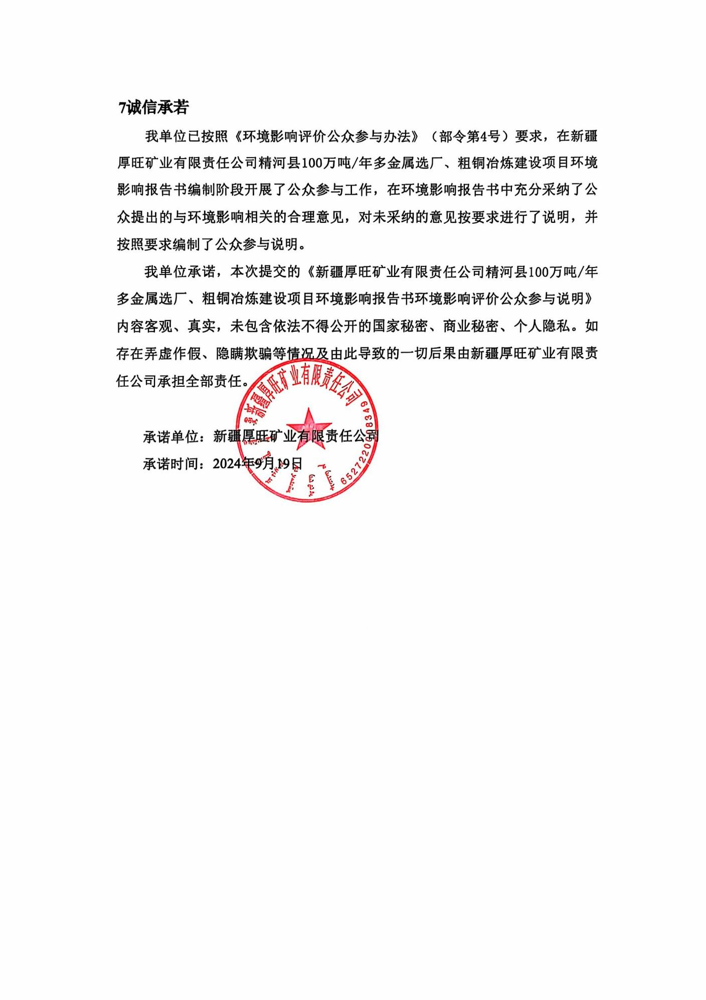 7诚信承若
我单位已按照《环境影响评价公众参与办法》（部令第4号）要求，在新疆
厚旺矿业有限责任公司精河县100万吨/年多金属选厂、粗铜冶炼建设项目环境
影响报告书编制阶段开展了公众参与工作，在环境影响报告书中充分采纳了公
众提出的与环境影响相关的合理意见，对未采纳的意见按要求进行了说明，并
按照要求编制了公众参与说明。
我单位承诺，本次提交的《新疆厚旺矿业有限责任公司精河县100万吨/年
多金属选厂、粗铜冶炼建设项目环境影响报告书环境影响评价公众参与说明》
内容客观、真实，未包含依法不得公开的国家秘密、商业秘密、个人隐私。如
存在弄虚作假、隐瞒欺骗等情况及由此导致的一切后果由新疆厚旺矿业有限责
任公司承担全部责任。
新疆厚旺矿业有限责任公司
6527220008349
承诺单位：新疆厚旺矿业有限责任公司
承诺时间：2024年9月19日